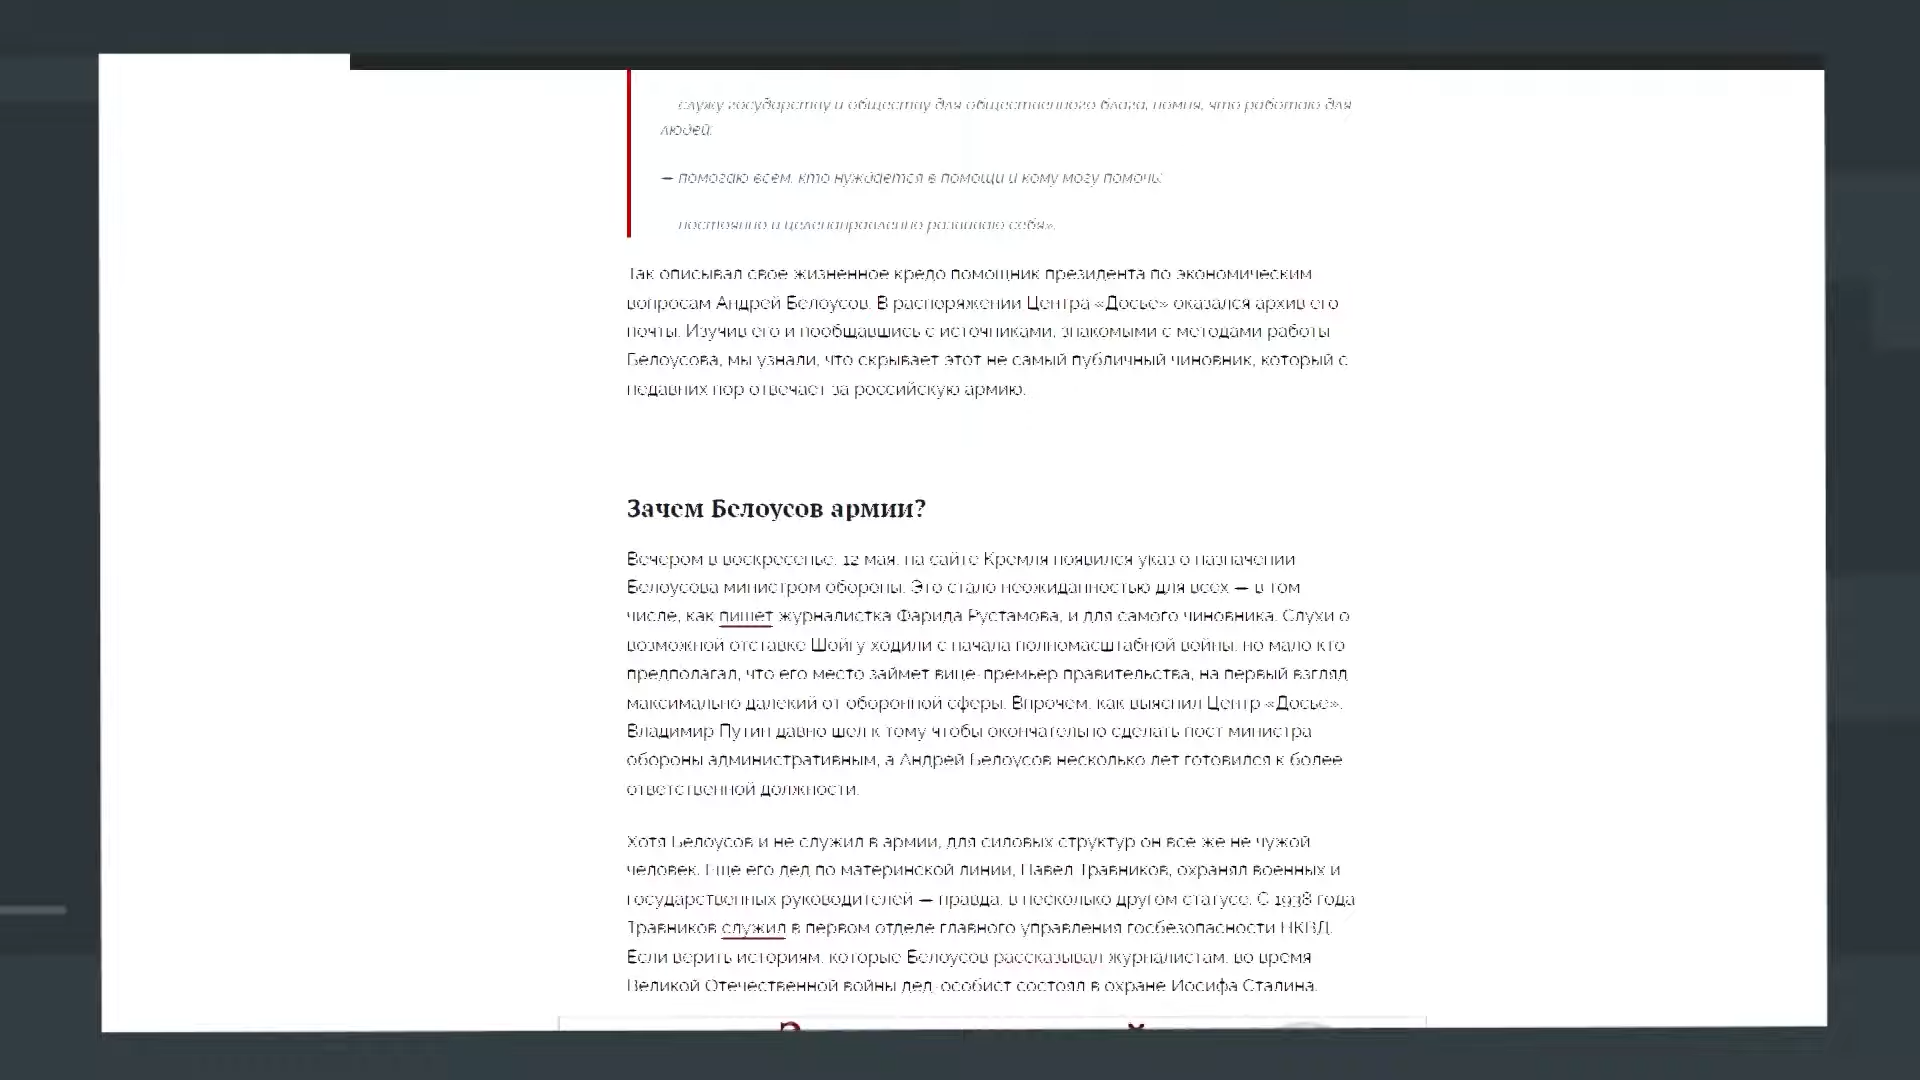 служу государству и обществу для общественного блага, помня, что работаю для
людей;
— помогаю всем, кто нуждается в помощи и кому могу помочь;
постоянно и целенаправленно развиваю себя».
Так описывал свое жизненное кредо помощник президента по экономическим
вопросам Андрей Белоусов. В распоряжении Центра «Досье» оказался архив его
почты. Изучив его и пообщавшись с источниками, знакомыми с методами работы
Белоусова, мы узнали, что скрывает этот не самый публичный чиновник, который с
недавних пор отвечает за российскую армию.
Зачем Белоусов армии?
Вечером в воскресенье, 12 мая, на сайте Кремля появился указ о назначении
Белоусова министром обороны. Это стало неожиданностью для всех — в том
числе, как пишет журналистка Фарида Рустамова, и для самого чиновника. Слухи о
возможной отставке Шойгу ходили с начала полномасштабной войны, но мало кто
предполагал, что его место займет вице-премьер правительства, на первый взгляд
максимально далекий от оборонной сферы. Впрочем, как выяснил Центр «Досье»,
Владимир Путин давно шел к тому чтобы окончательно сделать пост министра
обороны административным, а Андрей Белоусов несколько лет готовился к более
ответственной должности.
Хотя Белоусов и не служил в армии, для силовых структур он все же не чужой
человек. Еще его дед по материнской линии, Павел Травников, охранял военных и
государственных руководителей — правда, в несколько другом статусе. С 1938 года
Травников служил в первом отделе главного управления госбезопасности НКВД.
Если верить историям, которые Белоусов рассказывал журналистам, во время
Великой Отечественной войны дед-особист состоял в охране Иосифа Сталина.